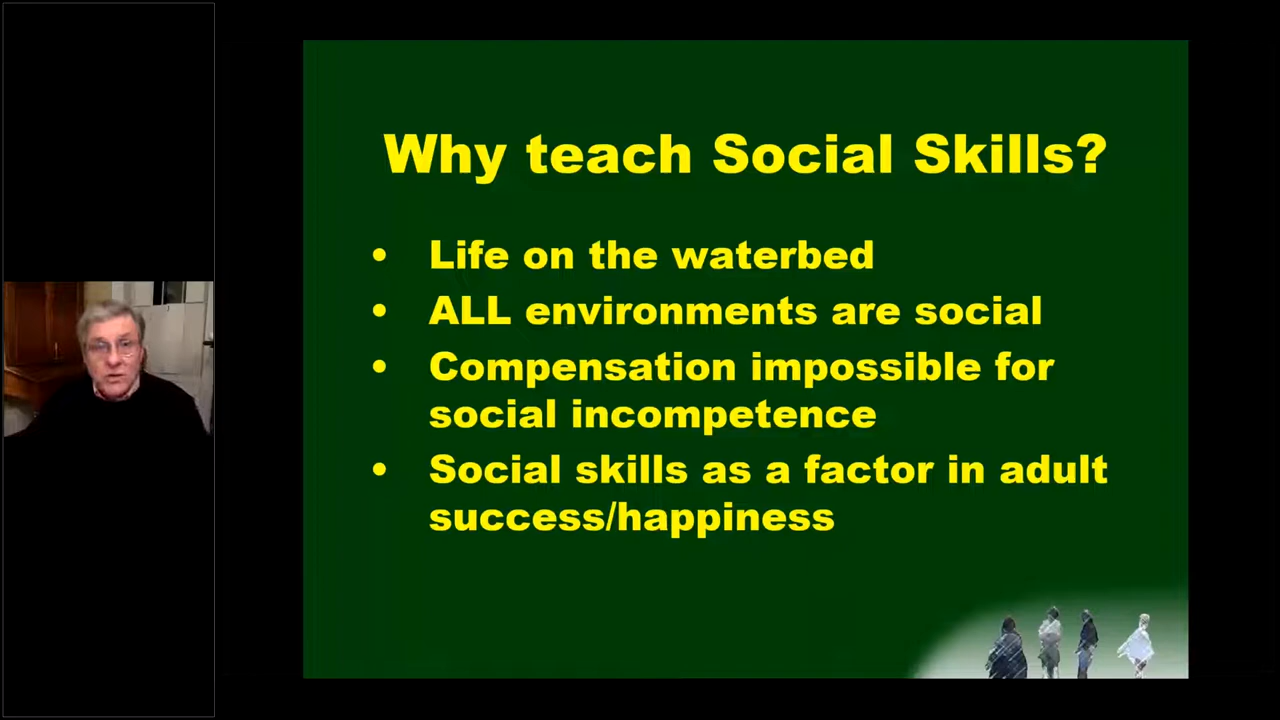 Why teach Social Skills?
• Life on the waterbed
• ALL environments are social
• Compensation impossible for
social incompetence
• Social skills as a factor in adult
success/happiness